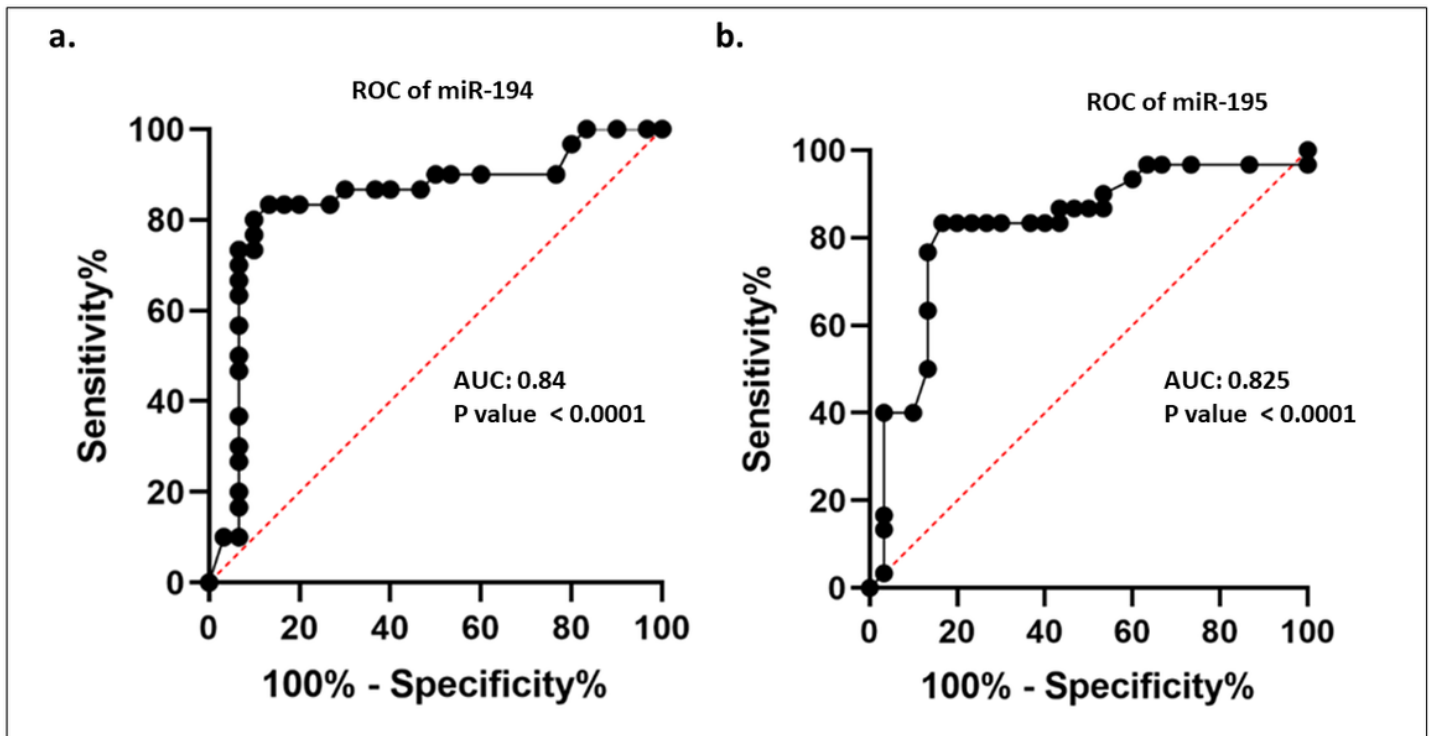 a.
ROC of miR-194
100
80
60
40
20
0
Sensitivity%
AUC: 0.84
P value < 0.0001
0 20 40 60 80 100
100% - Specificity%
b.
ROC of miR-195
100
80
60
40
20
0
Sensitivity%
AUC: 0.825
P value < 0.0001
0 20 40 60 80 100
100% - Specificity%